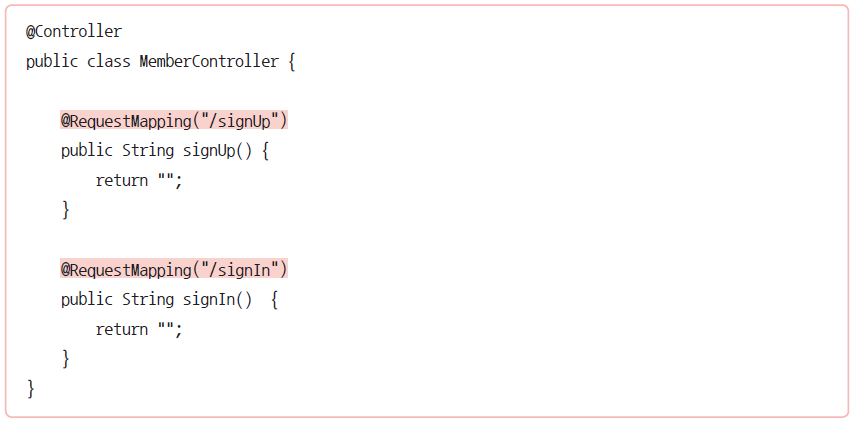 @Controller
public class MemberController {
@RequestMapping("/signUp")
public String signUp() {
return "";
}
@RequestMapping("/signIn")
public String signIn()  {
return "";
}
}